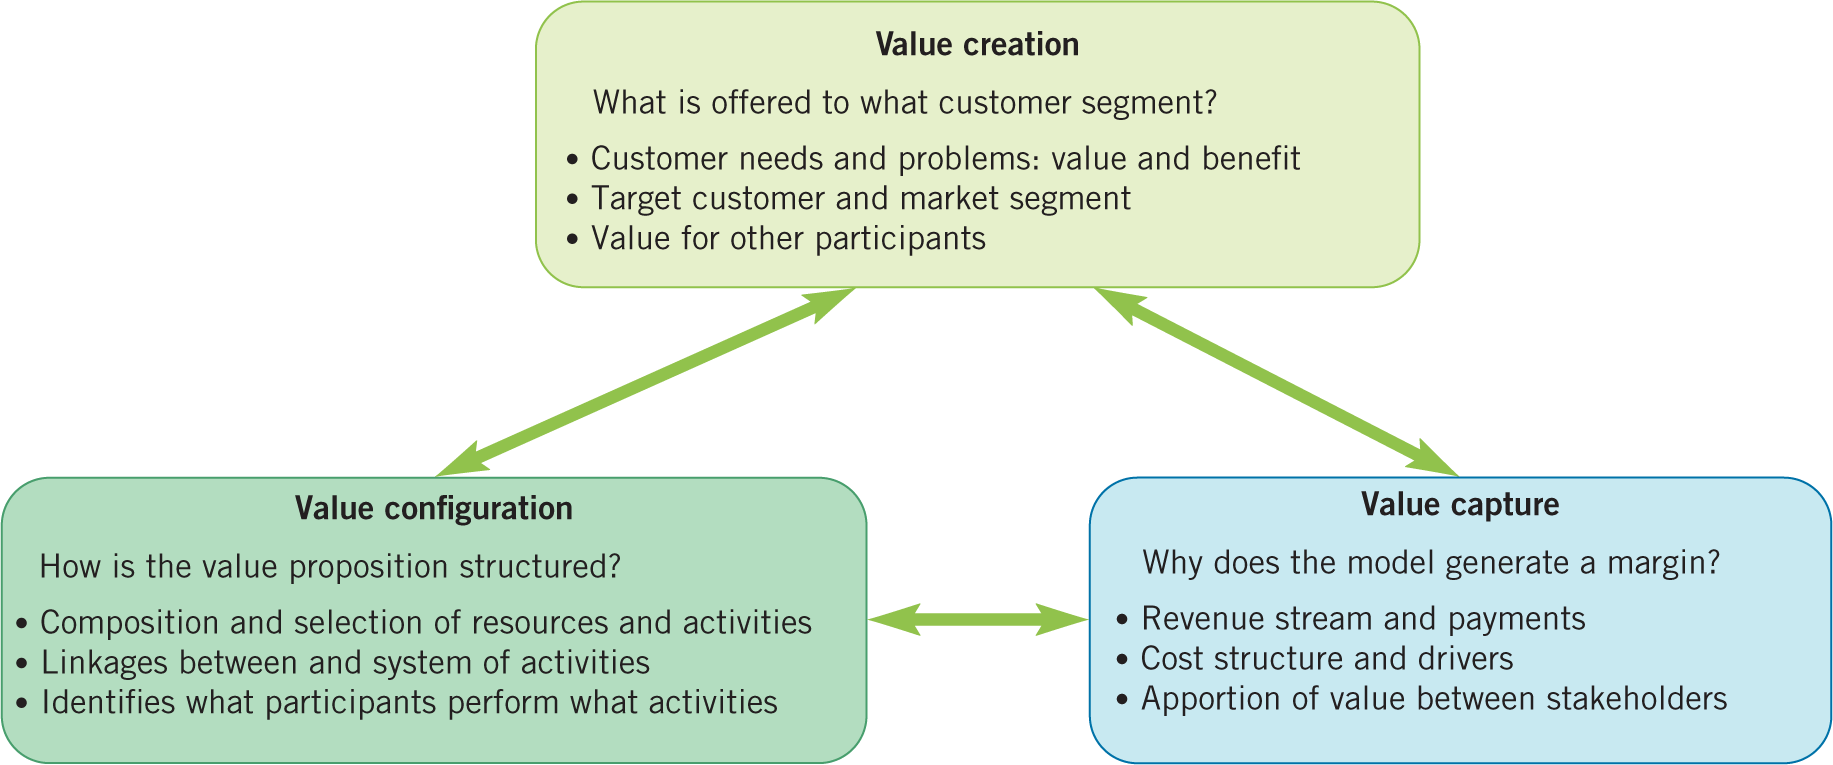 Value creation
What is offered to what customer segment?
• Customer needs and problems: value and benefit
• Target customer and market segment
• Value for other participants
Value configuration
How is the value proposition structured?
• Composition and selection of resources and activities
• Linkages between and system of activities
• Identifies what participants perform what activities
Value capture
Why does the model generate a margin?
• Revenue stream and payments
• Cost structure and drivers
• Apportion of value between stakeholders